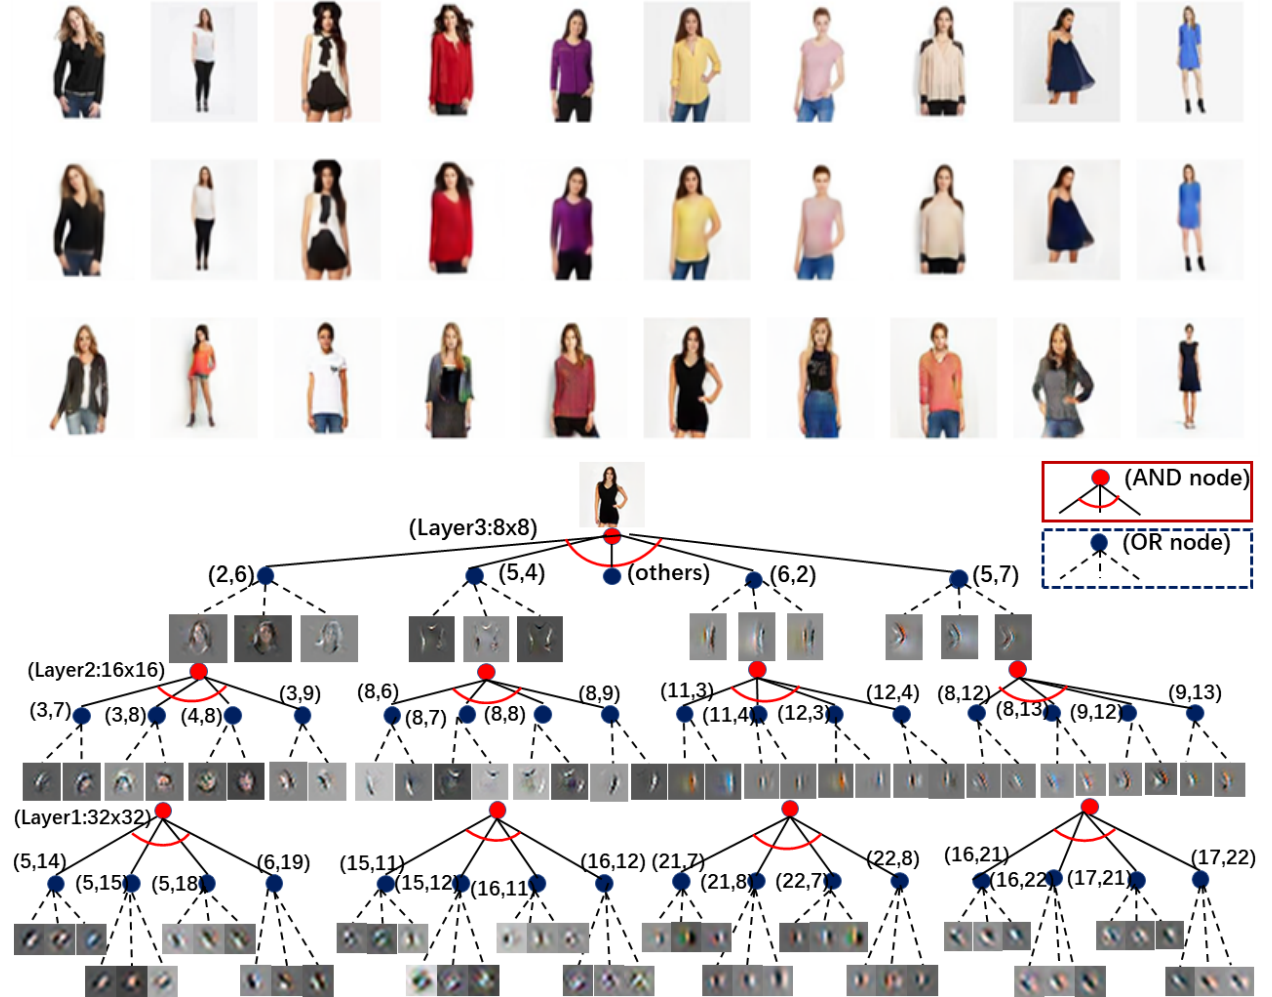 (AND node)
(Layer3:8x8)
(OR node)
(2,6) (5,4) (others) (6,2) (5,7)
(Layer2:16x16)
(3,7) (3,8) (4,8) (3,9) (8,6) (8,7) (8,8) (8,9) (11,3) (11,4) (12,3) (12,4) (8,12) (8,13) (9,12) (9,13)
(Layer1:32x32)
(5,14) (5,15) (5,18) (6,19) (15,11) (15,12) (16,11) (16,12) (21,7) (21,8) (22,7) (22,8) (16,21) (16,22) (17,21) (17,22)